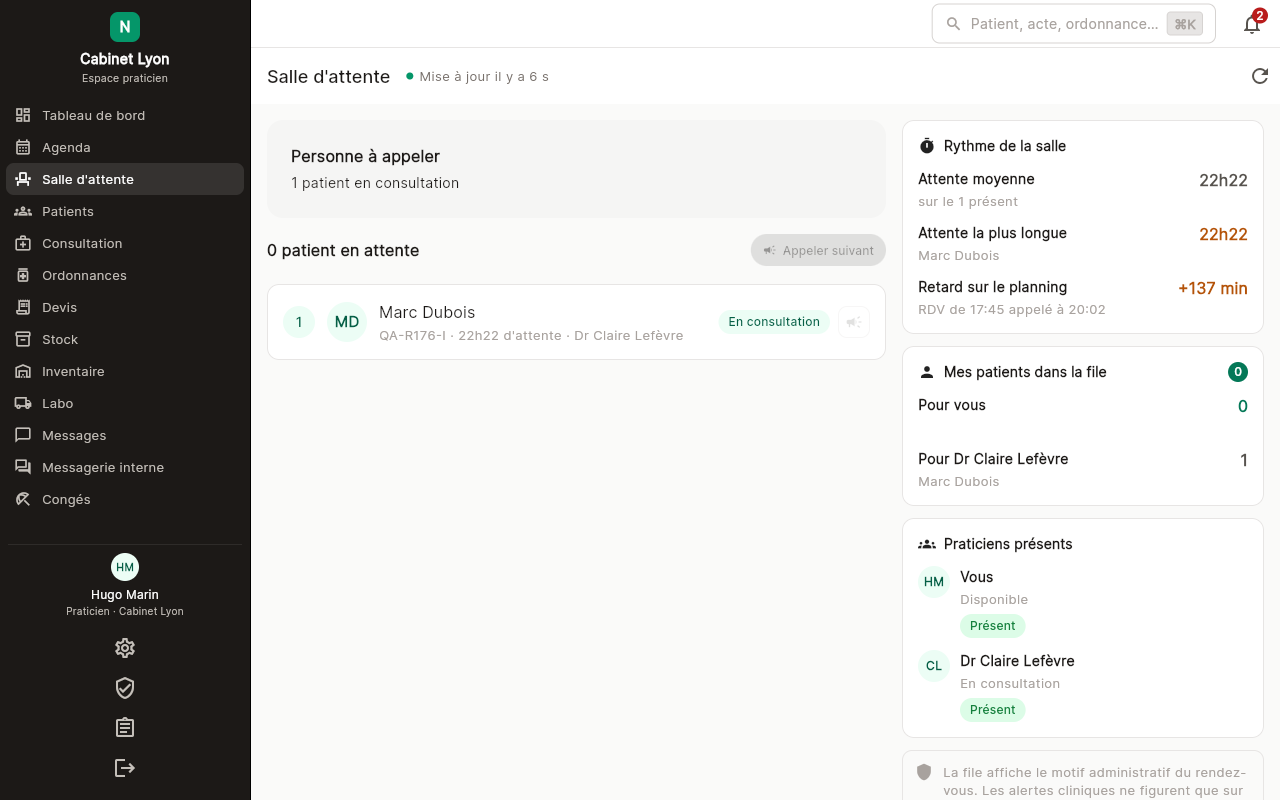 N
Cabinet Lyon
Espace praticien
Tableau de bord
Agenda
Salle d'attente
Patients
Consultation
Ordonnances
Devis
Stock
Inventaire
Labo
Messages
Messagerie interne
Congés
HM
Hugo Marin
Praticien · Cabinet Lyon
Patient, acte, ordonnance... ⌘K
2
Salle d'attente
Mise à jour il y a 6 s
Personne à appeler
1 patient en consultation
0 patient en attente
Appeler suivant
1
MD
Marc Dubois
QA-R176-I · 22h22 d'attente · Dr Claire Lefèvre
En consultation
Rythme de la salle
Attente moyenne
22h22
sur le 1 présent
Attente la plus longue
22h22
Marc Dubois
Retard sur le planning
+137 min
RDV de 17:45 appelé à 20:02
Mes patients dans la file
0
Pour vous
0
Pour Dr Claire Lefèvre
1
Marc Dubois
Praticiens présents
HM
Vous
Disponible
Présent
CL
Dr Claire Lefèvre
En consultation
Présent
La file affiche le motif administratif du rendez-
vous. Les alertes cliniques ne figurent que sur